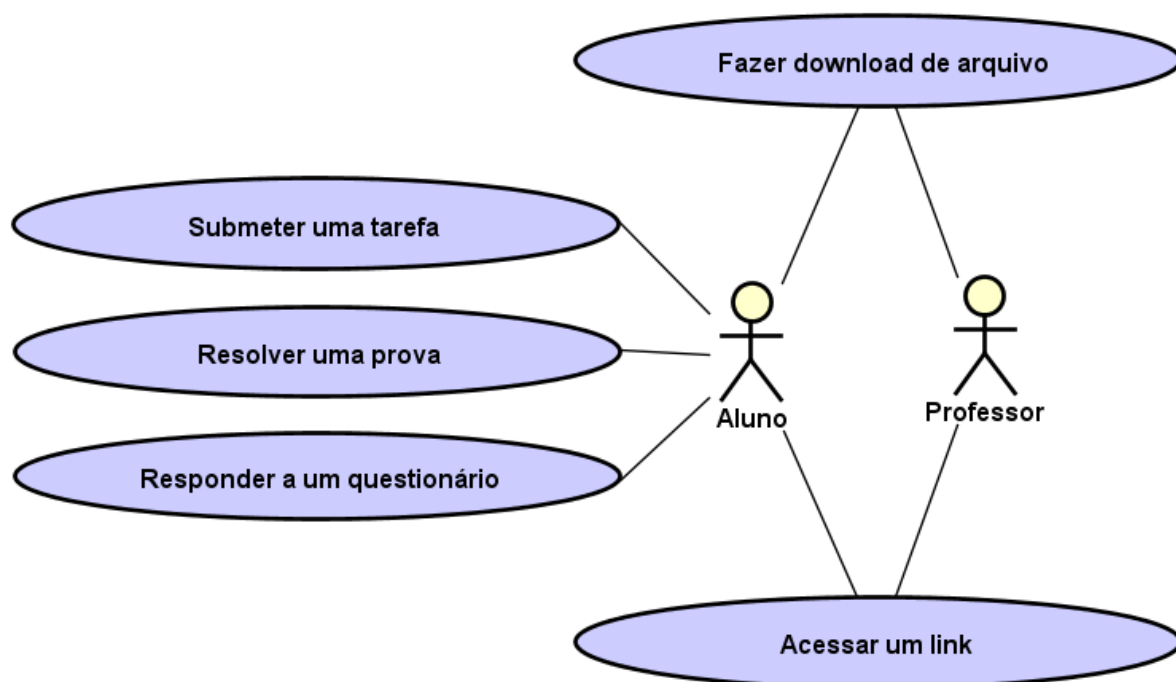 Fazer download de arquivo
Submeter uma tarefa
Resolver uma prova
Aluno
Professor
Responder a um questionário
Acessar um link